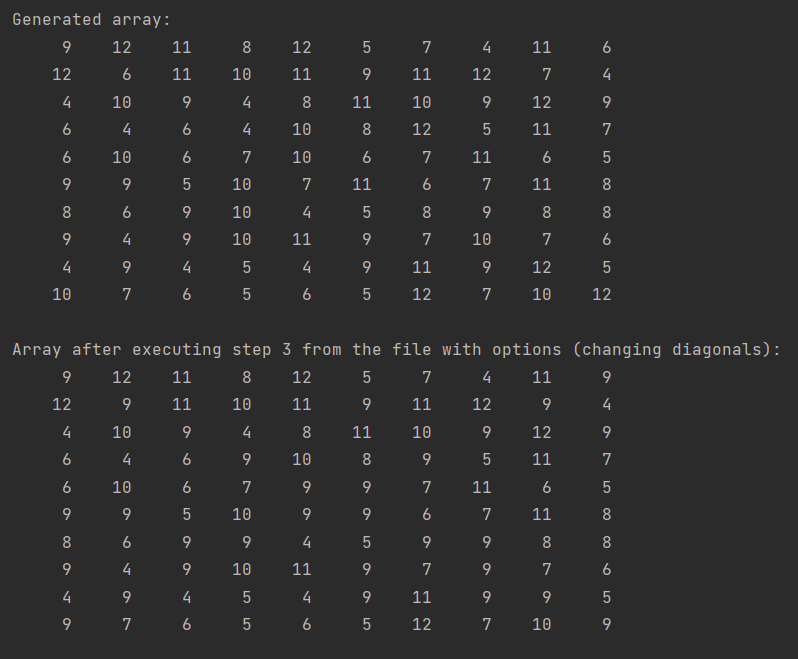 Generated array:
9 12 11 8 12 5 7 4 11 6
12 6 11 10 11 9 11 12 7 4
4 10 9 4 8 11 10 9 12 9
6 4 6 4 10 8 12 5 11 7
6 10 6 7 10 6 7 11 6 5
9 9 5 10 7 11 6 7 11 8
8 6 9 10 4 5 8 9 8 8
9 4 9 10 11 9 7 10 7 6
4 9 4 5 4 9 11 9 12 5
10 7 6 5 6 5 12 7 10 12
Array after executing step 3 from the file with options (changing diagonals):
9 12 11 8 12 5 7 4 11 9
12 9 11 10 11 9 11 12 9 4
4 10 9 4 8 11 10 9 12 9
6 4 6 9 10 8 9 5 11 7
6 10 6 7 9 9 7 11 6 5
9 9 5 10 9 9 6 7 11 8
8 6 9 9 4 5 9 9 8 8
9 4 9 10 11 9 7 9 7 6
4 9 4 5 4 9 11 9 9 5
9 7 6 5 6 5 12 7 10 9